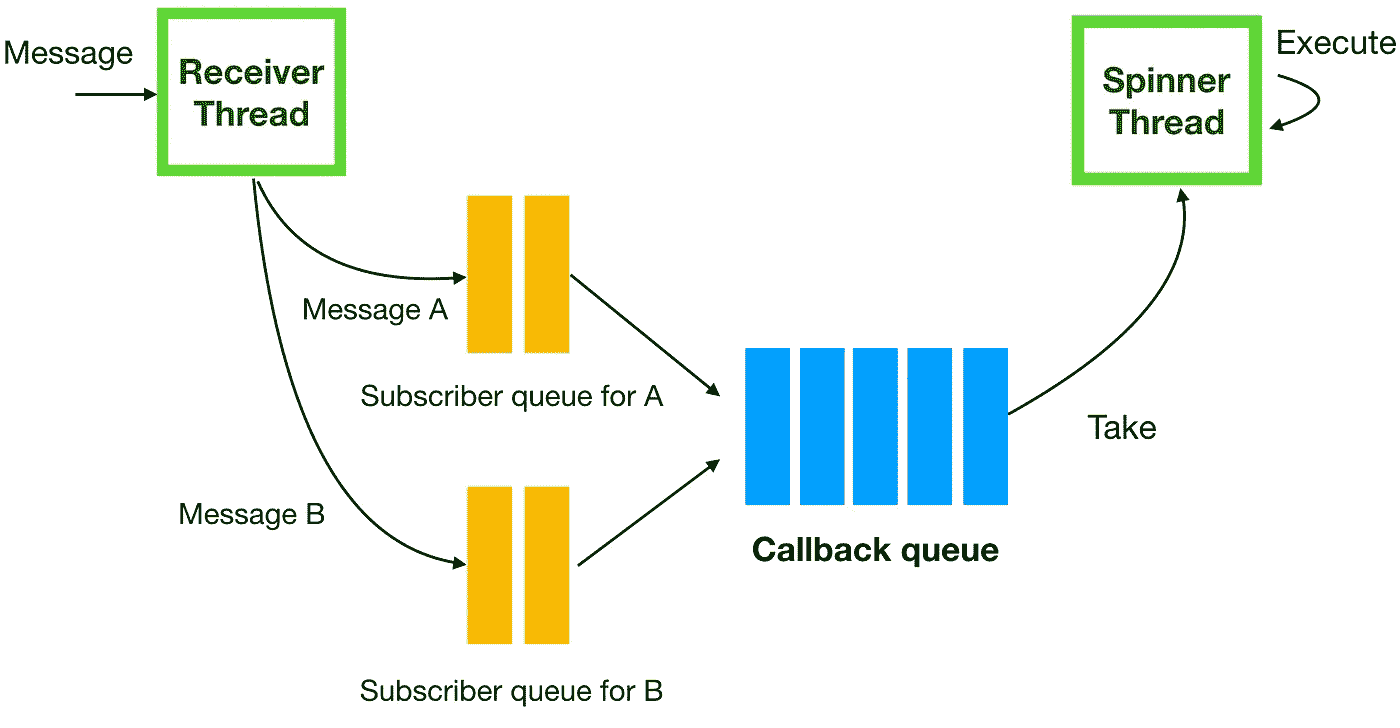 Message
Receiver
Thread
Spinner
Thread
Execute
Message A
Subscriber queue for A
Take
Message B
Callback queue
Subscriber queue for B